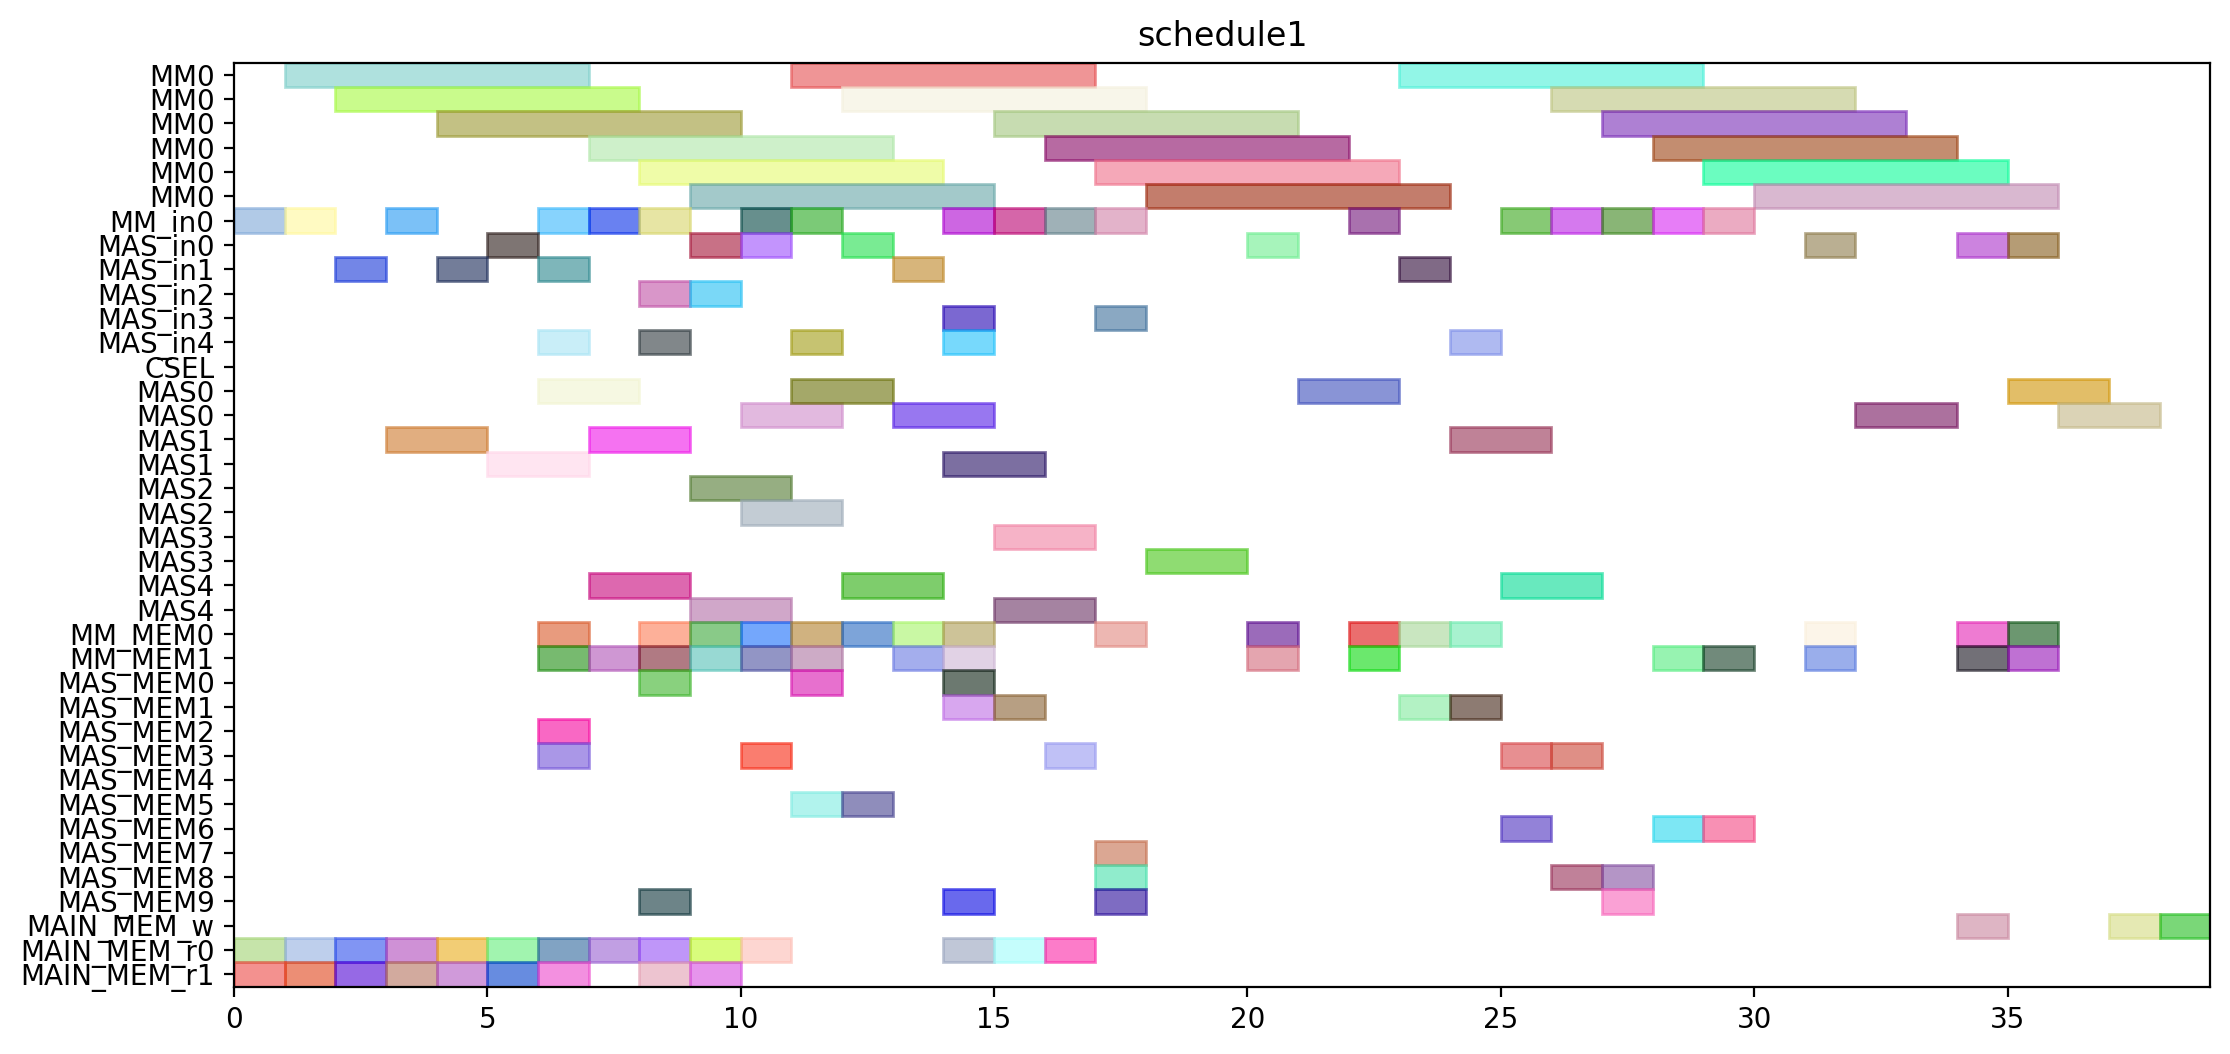 schedule1
MM0
MM0
MM0
MM0
MM0
MM0
MM_in0
MAS_in0
MAS_in1
MAS_in2
MAS_in3
MAS_in4
CSEL
MAS0
MAS0
MAS1
MAS1
MAS2
MAS2
MAS3
MAS3
MAS4
MAS4
MM_MEM0
MM_MEM1
MAS_MEM0
MAS_MEM1
MAS_MEM2
MAS_MEM3
MAS_MEM4
MAS_MEM5
MAS_MEM6
MAS_MEM7
MAS_MEM8
MAS_MEM9
MAIN_MEM_w
MAIN_MEM_r0
MAIN_MEM_r1
0 5 10 15 20 25 30 35